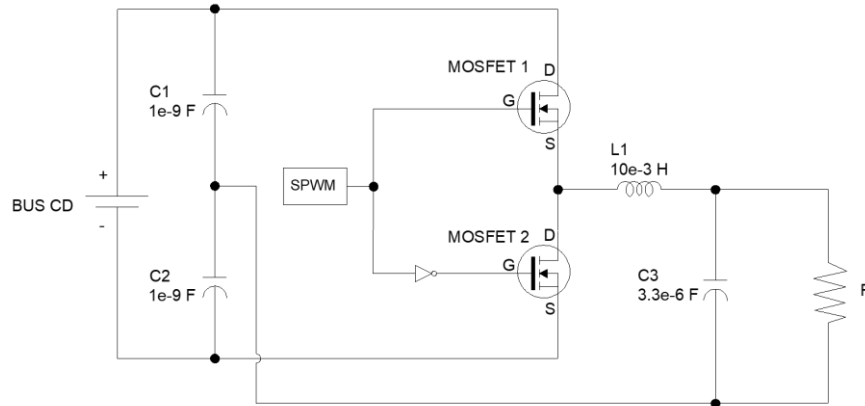 MOSFET 1
D
G
S
C1
1e-9 F
SPWM
L1
10e-3 H
+
BUS CD
-
MOSFET 2
D
G
S
C2
1e-9 F
C3
3.3e-6 F